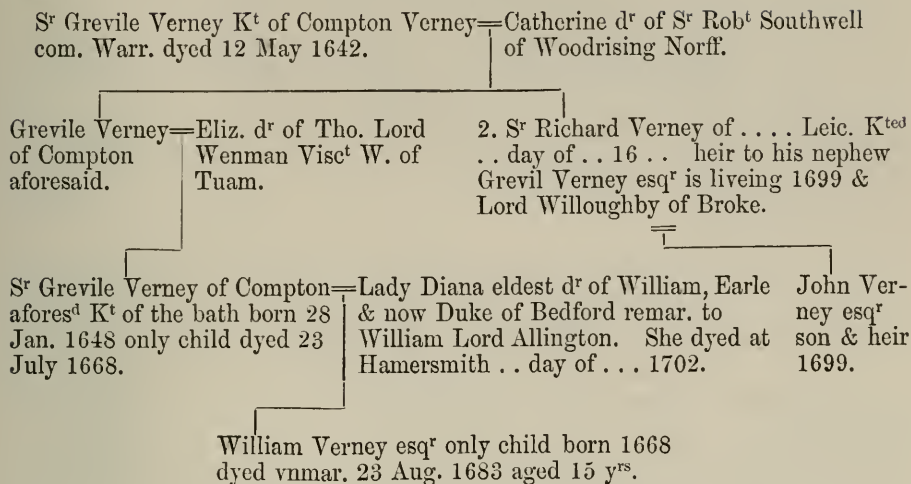 Sʳ Grevile Verney Kᵗ of Compton Verney=Catherine dʳ of Sʳ Robᵗ Southwell
com. Warr. dyed 12 May 1642.
of Woodrising Norff.
Grevile Verney=Eliz. dʳ of Tho. Lord
of Compton
aforesaid.
Wenman Viscᵗ W. of
Tuam.
2. Sʳ Richard Verney of .... Leic. Kᵗᵉᵈ
.. day of .. 16 .. heir to his nephew
Grevil Verney esqʳ is liveing 1699 &
Lord Willoughby of Broke.
Sʳ Grevile Verney of Compton=Lady Diana eldest dʳ of William, Earle
aforesᵈ Kᵗ of the bath born 28
Jan. 1648 only child dyed 23
July 1668.
& now Duke of Bedford remar. to
William Lord Allington. She dyed at
Hamersmith .. day of ... 1702.
John Ver-
ney esqʳ
son & heir
1699.
William Verney esqʳ only child born 1668
dyed vnmar. 23 Aug. 1683 aged 15 yʳˢ.